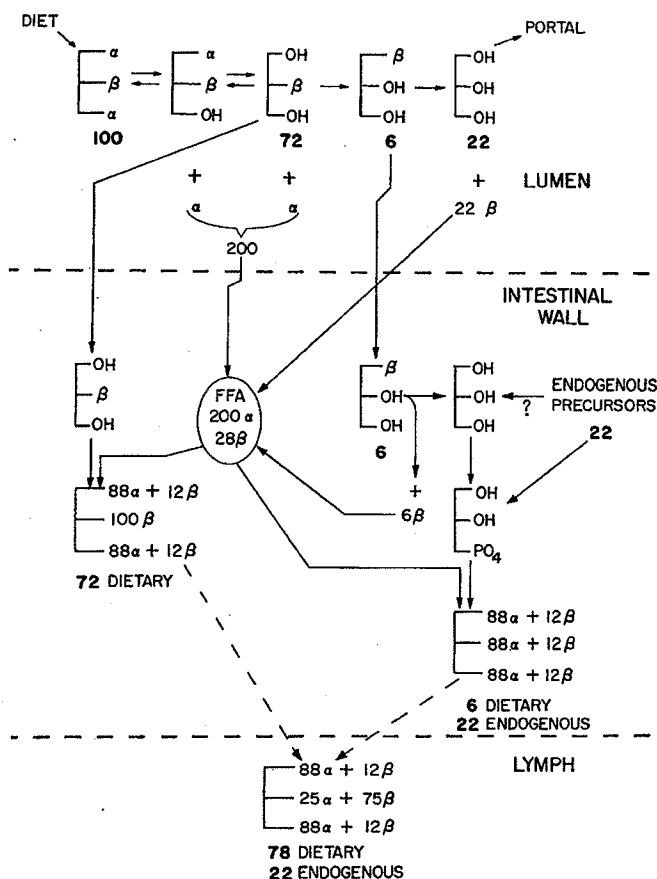 DIET
PORTAL
α α OH β OH
β β β OH OH
α OH OH OH OH
100 72 6 22
+ + + LUMEN
α α 22 β
200
INTESTINAL
WALL
OH β OH
β OH OH
OH OH OH
6
FFA
200 α
28β
?
ENDOGENOUS
PRECURSORS
22
+
6β
OH
OH
PO4
88α + 12β
100 β
88α + 12β
72 DIETARY
88α + 12β
88α + 12β
88α + 12β
6 DIETARY
22 ENDOGENOUS
LYMPH
88α + 12β
25α + 75β
88α + 12β
78 DIETARY
22 ENDOGENOUS